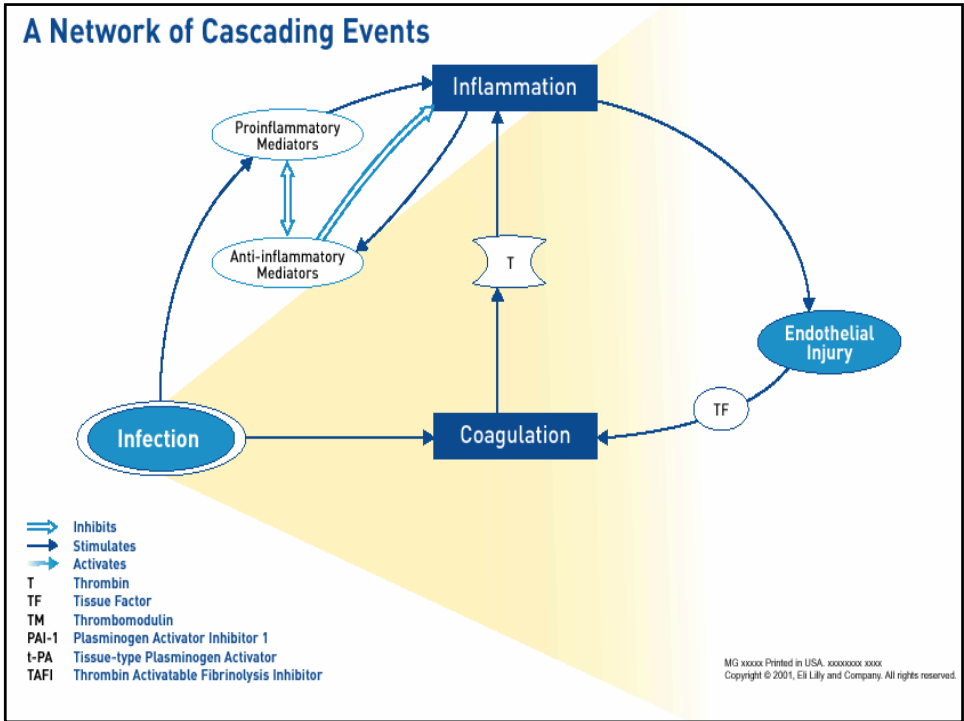 A Network of Cascading Events
Inflammation
Proinflammatory
Mediators
Anti-inflammatory
Mediators
T
Endothelial
Injury
TF
Infection
Coagulation
Inhibits
Stimulates
Activates
T Thrombin
TF Tissue Factor
TM Thrombomodulin
PAI-1 Plasminogen Activator Inhibitor 1
t-PA Tissue-type Plasminogen Activator
TAFI Thrombin Activatable Fibrinolysis Inhibitor
MG xxxxx Printed in USA. xxxxxxxx xxxx
Copyright © 2001, Eli Lilly and Company. All rights reserved.